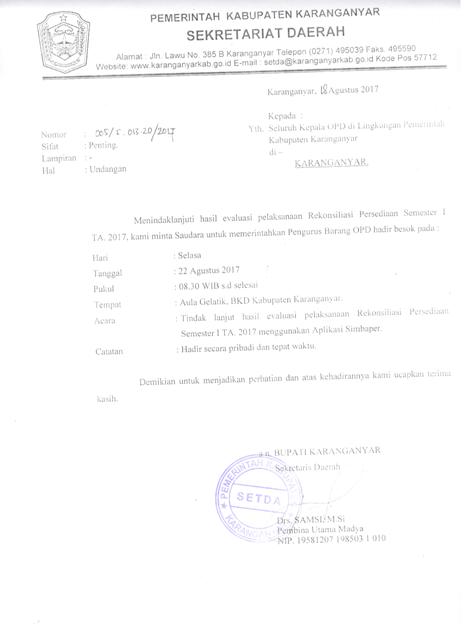 PEMERINTAH KABUPATEN KARANGANYAR
SEKRETARIAT DAERAH
Alamat : Jln. Lawu No. 385 B Karanganyar Telepon (0271) 495039 Faks. 495590
Website: www.karanganyarkab.go.id E-mail : setda@karanganyarkab.go.id Kode Pos 57712
Karanganyar, 18 Agustus 2017
Kepada :
Yth. Seluruh Kepala OPD di Lingkungan Pemerintah
Kabupaten Karanganyar
di –
KARANGANYAR.
Nomor : 005/5.013.20/2017
Sifat : Penting.
Lampiran : -
Hal : Undangan
Menindaklanjuti hasil evaluasi pelaksanaan Rekonsiliasi Persediaan Semester I
TA. 2017, kami minta Saudara untuk memerintahkan Pengurus Barang OPD hadir besok pada :
Hari : Selasa
Tanggal : 22 Agustus 2017
Pukul : 08.30 WIB s.d selesai
Tempat : Aula Gelatik, BKD Kabupaten Karanganyar.
Acara : Tindak lanjut hasil evaluasi pelaksanaan Rekonsiliasi Persediaan
Semester I TA. 2017 menggunakan Aplikasi Simbaper.
Catatan : Hadir secara pribadi dan tepat waktu.
Demikian untuk menjadikan perhatian dan atas kehadirannya kami ucapkan terima
kasih.
a.n. BUPATI KARANGANYAR
Sekretaris Daerah
PEMERINTAH KABUPATEN
SETDA
KARANGANYAR
Drs. SAMSI, M.Si
Pembina Utama Madya
NIP. 19581207 198503 1 010